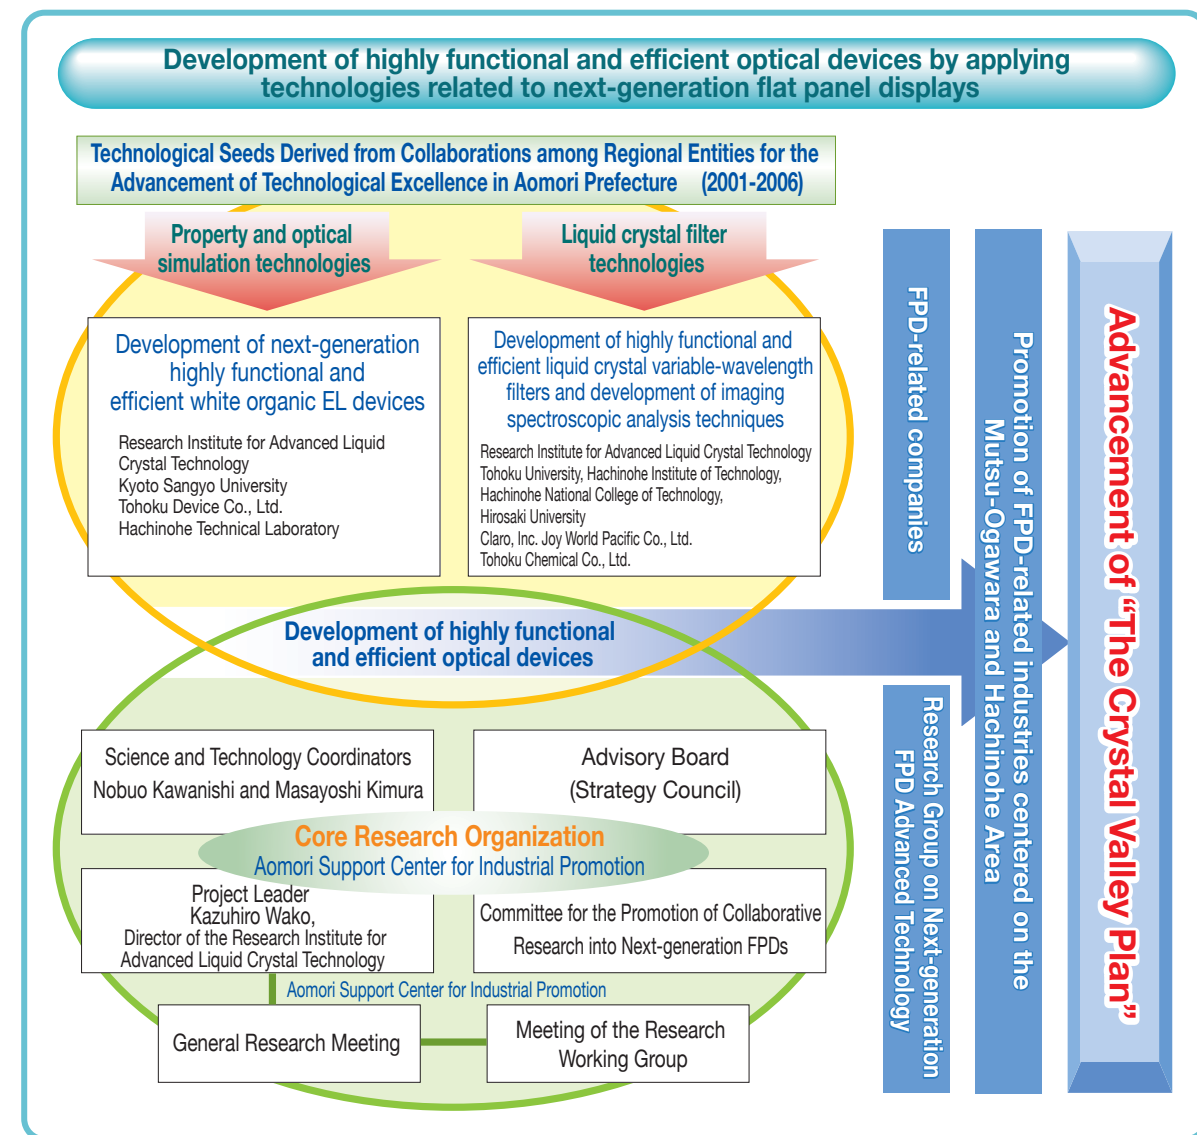 Development of highly functional and efficient optical devices by applying
technologies related to next-generation flat panel displays
Technological Seeds Derived from Collaborations among Regional Entities for the
Advancement of Technological Excellence in Aomori Prefecture (2001-2006)
Property and optical
simulation technologies
Liquid crystal filter
technologies
Development of next-generation
highly functional and
efficient white organic EL devices
Research Institute for Advanced Liquid
Crystal Technology
Kyoto Sangyo University
Tohoku Device Co., Ltd.
Hachinohe Technical Laboratory
Development of highly functional and
efficient liquid crystal variable-wavelength
filters and development of imaging
spectroscopic analysis techniques
Research Institute for Advanced Liquid Crystal Technology
Tohoku University, Hachinohe Institute of Technology,
Hachinohe National College of Technology,
Hirosaki University
Claro, Inc. Joy World Pacific Co., Ltd.
Tohoku Chemical Co., Ltd.
Development of highly functional
and efficient optical devices
Science and Technology Coordinators
Nobuo Kawanishi and Masayoshi Kimura
Advisory Board
(Strategy Council)
Core Research Organization
Aomori Support Center for Industrial Promotion
Project Leader
Kazuhiro Wako,
Director of the Research Institute for
Advanced Liquid Crystal Technology
Committee for the Promotion of Collaborative
Research into Next-generation FPDs
Aomori Support Center for Industrial Promotion
General Research Meeting
Meeting of the Research
Working Group
FPD-related companies
Research Group on Next-generation
FPD Advanced Technology
Promotion of FPD-related industries centered on the
Mutsu-Ogawara and Hachinohe Area
Advancement of “The Crystal Valley Plan”